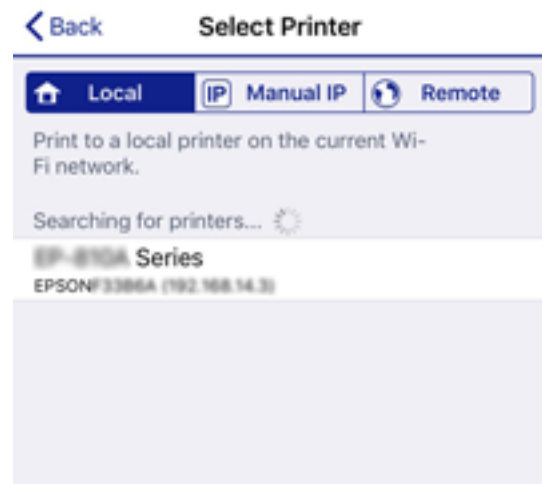 Back
Select Printer
Local
IP Manual IP
Remote
Print to a local printer on the current Wi-
Fi network.
Searching for printers...
Series
EPSON